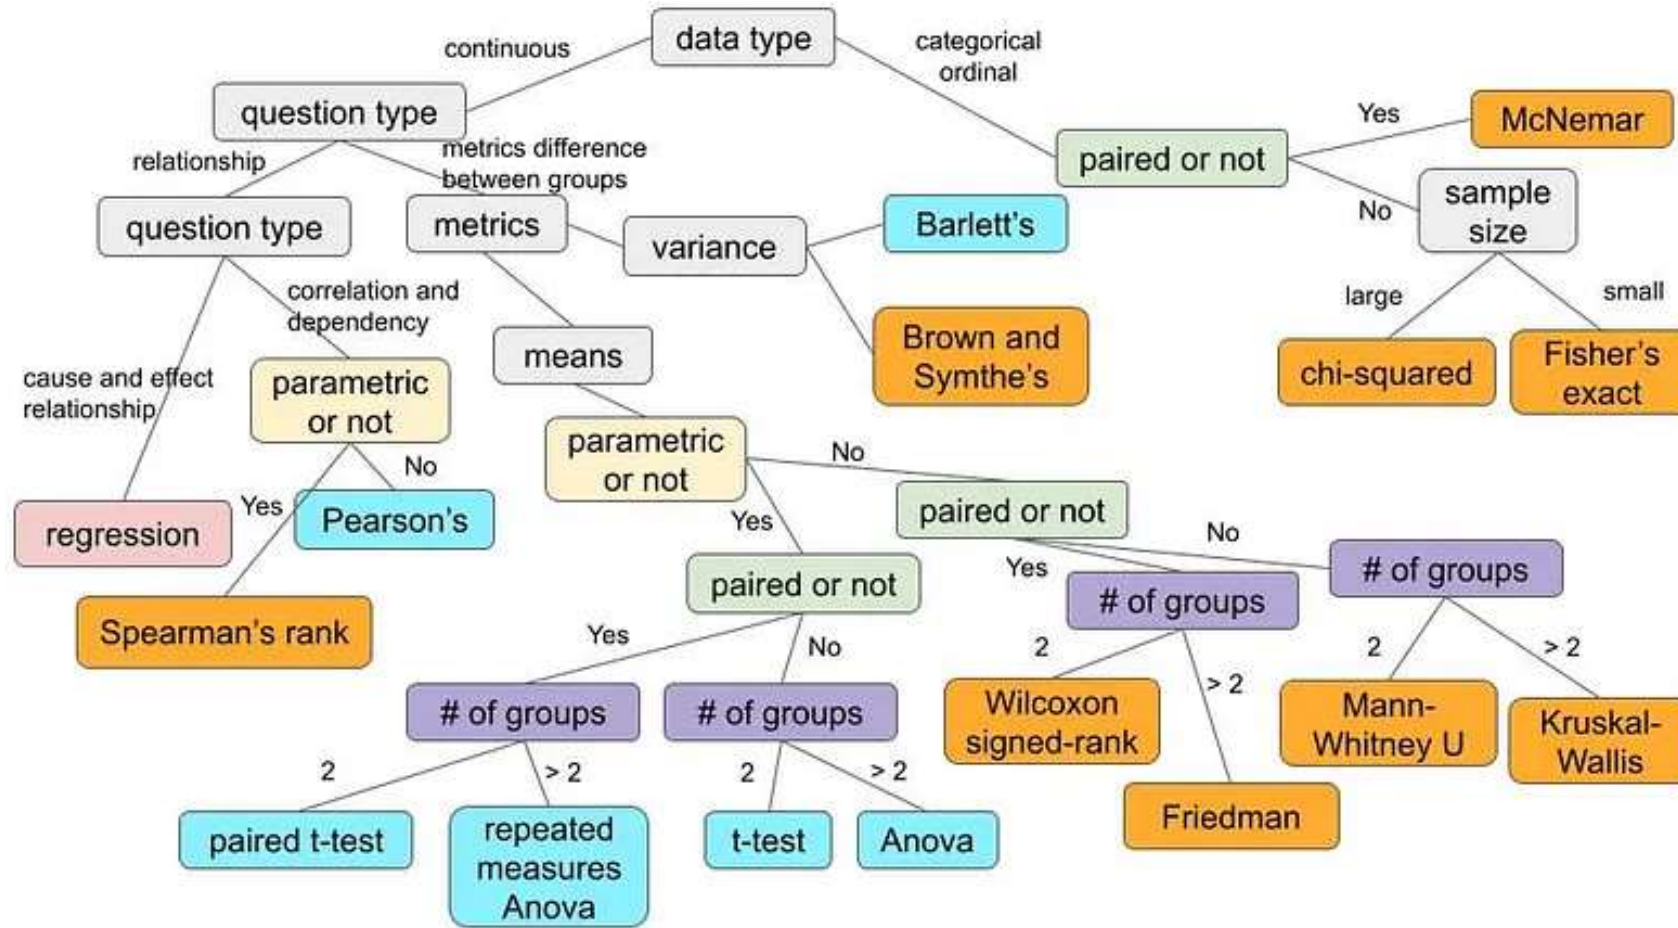 data type
continuous
categorical
ordinal
question type
McNemar
Yes
paired or not
relationship
metrics difference
between groups
sample
size
No
question type
metrics
variance
Barlett's
correlation and
dependency
large
small
means
Brown and
Symthe's
chi-squared
Fisher's
exact
cause and effect
relationship
parametric
or not
parametric
or not
No
No
regression
Yes
Pearson's
Yes
paired or not
No
# of groups
paired or not
Yes
# of groups
Spearman's rank
Yes
No
2
> 2
2
> 2
# of groups
# of groups
Wilcoxon
signed-rank
Mann-
Whitney U
Kruskal-
Wallis
2
> 2
2
> 2
Friedman
paired t-test
repeated
measures
Anova
t-test
Anova